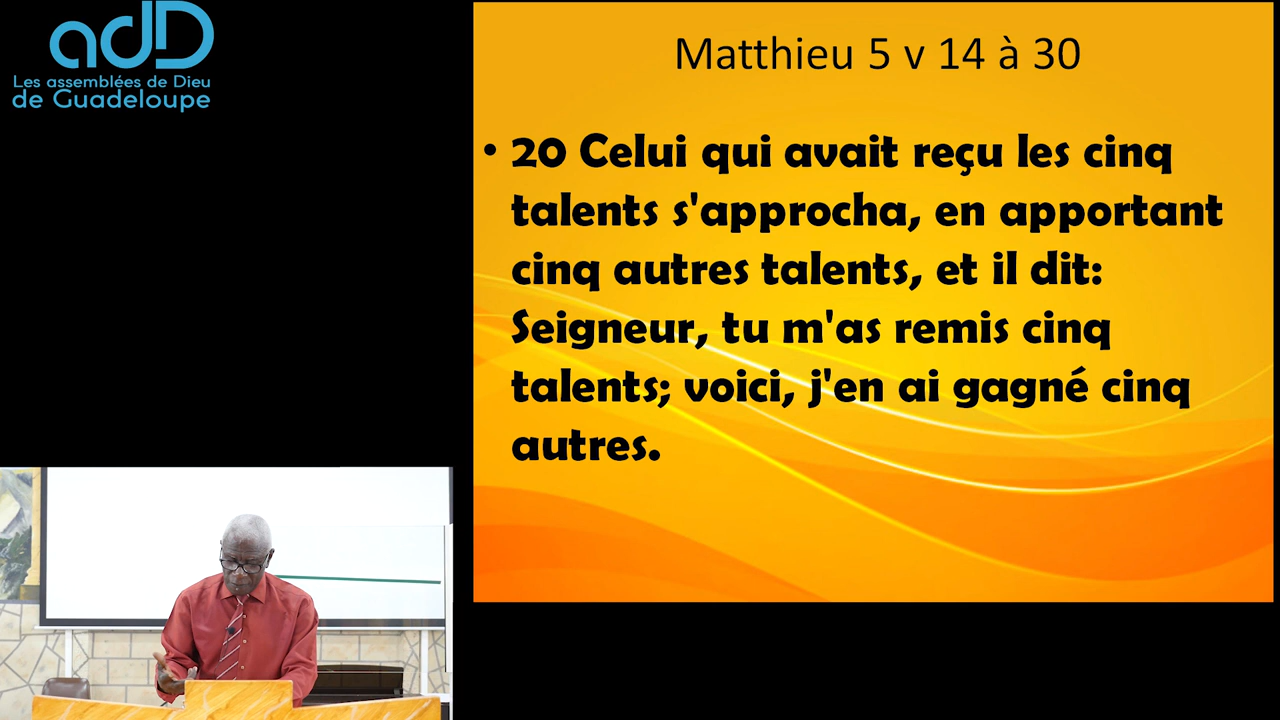 adD
Les assemblées de Dieu
de Guadeloupe
Matthieu 5 v 14 à 30
• 20 Celui qui avait reçu les cinq
talents s'approcha, en apportant
cinq autres talents, et il dit:
Seigneur, tu m'as remis cinq
talents; voici, j'en ai gagné cinq
autres.